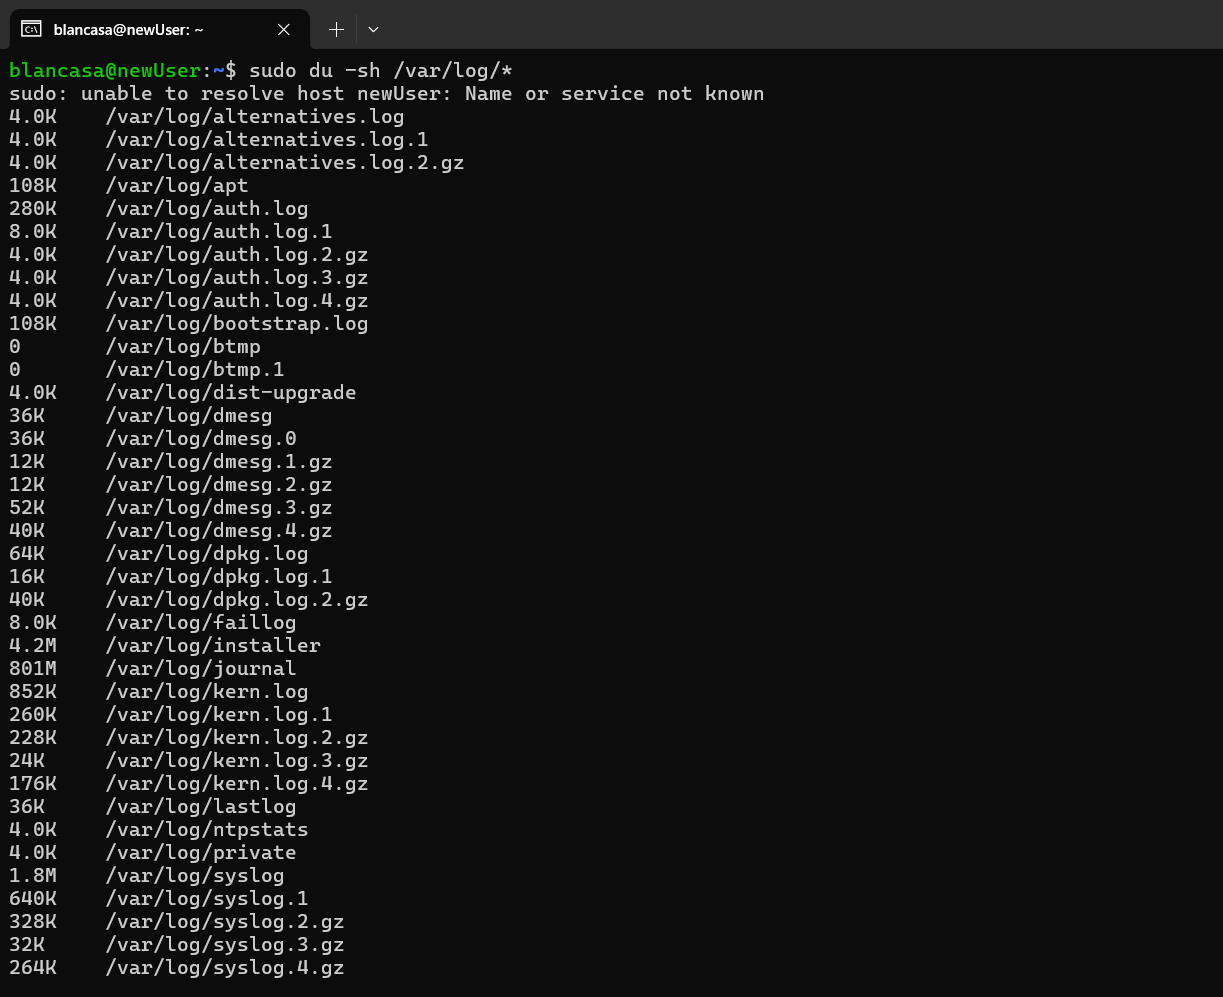 blancasa@newUser: ~
blancasa@newUser:~$ sudo du -sh /var/log/*
sudo: unable to resolve host newUser: Name or service not known
4.0K    /var/log/alternatives.log
4.0K    /var/log/alternatives.log.1
4.0K    /var/log/alternatives.log.2.gz
108K    /var/log/apt
280K    /var/log/auth.log
8.0K    /var/log/auth.log.1
4.0K    /var/log/auth.log.2.gz
4.0K    /var/log/auth.log.3.gz
4.0K    /var/log/auth.log.4.gz
108K    /var/log/bootstrap.log
0       /var/log/btmp
0       /var/log/btmp.1
4.0K    /var/log/dist-upgrade
36K     /var/log/dmesg
36K     /var/log/dmesg.0
12K     /var/log/dmesg.1.gz
12K     /var/log/dmesg.2.gz
52K     /var/log/dmesg.3.gz
40K     /var/log/dmesg.4.gz
64K     /var/log/dpkg.log
16K     /var/log/dpkg.log.1
40K     /var/log/dpkg.log.2.gz
8.0K    /var/log/faillog
4.2M    /var/log/installer
801M    /var/log/journal
852K    /var/log/kern.log
260K    /var/log/kern.log.1
228K    /var/log/kern.log.2.gz
24K     /var/log/kern.log.3.gz
176K    /var/log/kern.log.4.gz
36K     /var/log/lastlog
4.0K    /var/log/ntpstats
4.0K    /var/log/private
1.8M    /var/log/syslog
640K    /var/log/syslog.1
328K    /var/log/syslog.2.gz
32K     /var/log/syslog.3.gz
264K    /var/log/syslog.4.gz